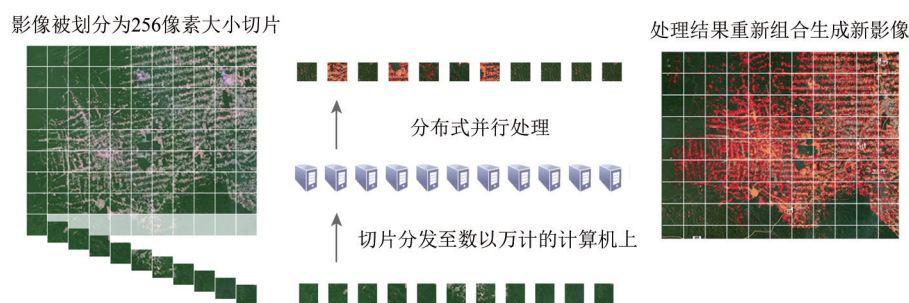 影像被划分为256像素大小切片
处理结果重新组合生成新影像
分布式并行处理
切片分发至数以万计的计算机上